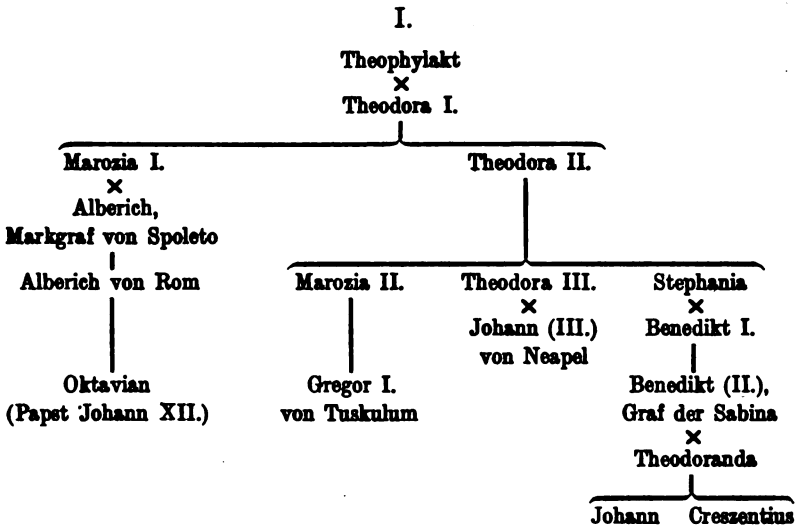 I.
Theophylakt
×
Theodora I.
Marozia I.
Theodora II.
×
Alberich,
Markgraf von Spoleto
Alberich von Rom
Marozia II.
Theodora III.
Stephania
×
×
Johann (III.)
von Neapel
Benedikt I.
Oktavian
(Papst Johann XII.)
Gregor I.
von Tuskulum
Benedikt (II.),
Graf der Sabina
×
Theodoranda
Johann
Creszentius